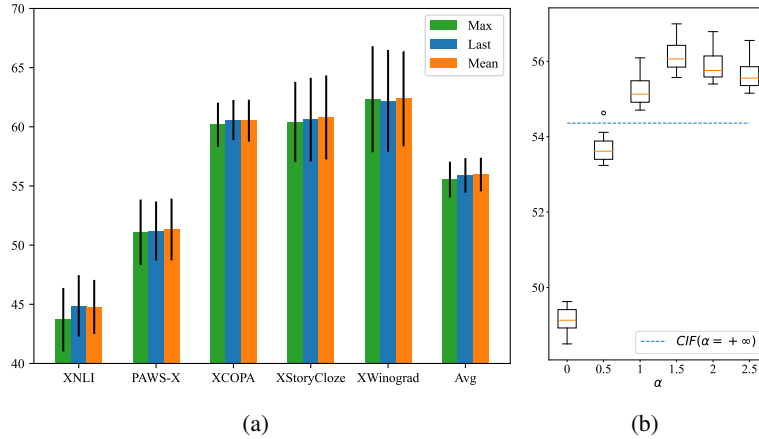 70
65
60
55
50
45
40
Max
Last
Mean
XNLI
PAWS-X
XCOPA
XStoryCloze
XWinograd
Avg
(a)
56
54
52
50
CIF(α = +∞)
0
0.5
1
1.5
2
2.5
α
(b)